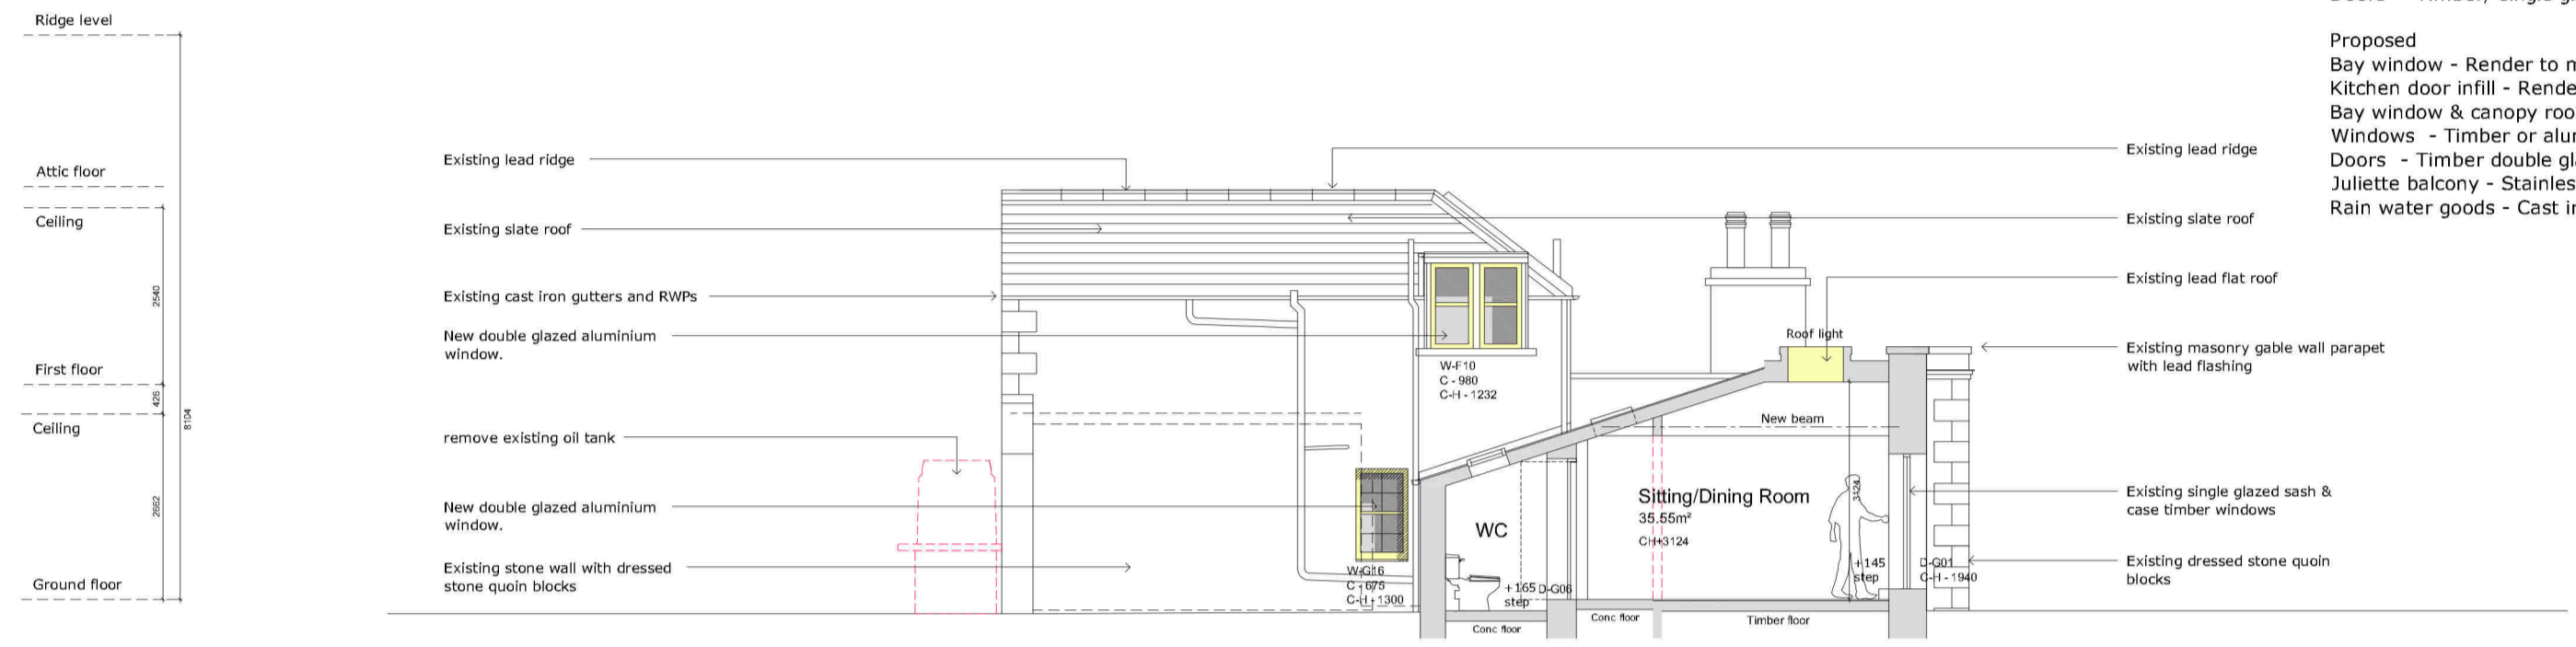 Ridge level
Attic floor
Ceiling
2540
First floor
426
8104
Ceiling
2662
Ground floor
Existing lead ridge
Existing slate roof
Existing cast iron gutters and RWPs
New double glazed aluminium
window.
remove existing oil tank
New double glazed aluminium
window.
Existing stone wall with dressed
stone quoin blocks
W-F10
C - 980
C-H - 1232
W-G16
C - 675
C-H - 1300
WC
+165
step
D-G06
Conc floor
Conc floor
Timber floor
Roof light
New beam
Sitting/Dining Room
35.55m²
CH+3124
3124
+145
step
D-G01
C-H - 1940
Existing lead ridge
Existing slate roof
Existing lead flat roof
Existing masonry gable wall parapet
with lead flashing
Existing single glazed sash &
case timber windows
Existing dressed stone quoin
blocks
Proposed
Bay window - Render to
Kitchen door infill -
Bay window & canopy
Windows - Timber or
Doors - Timber double
Juliette balcony -
Rain water goods - Cast